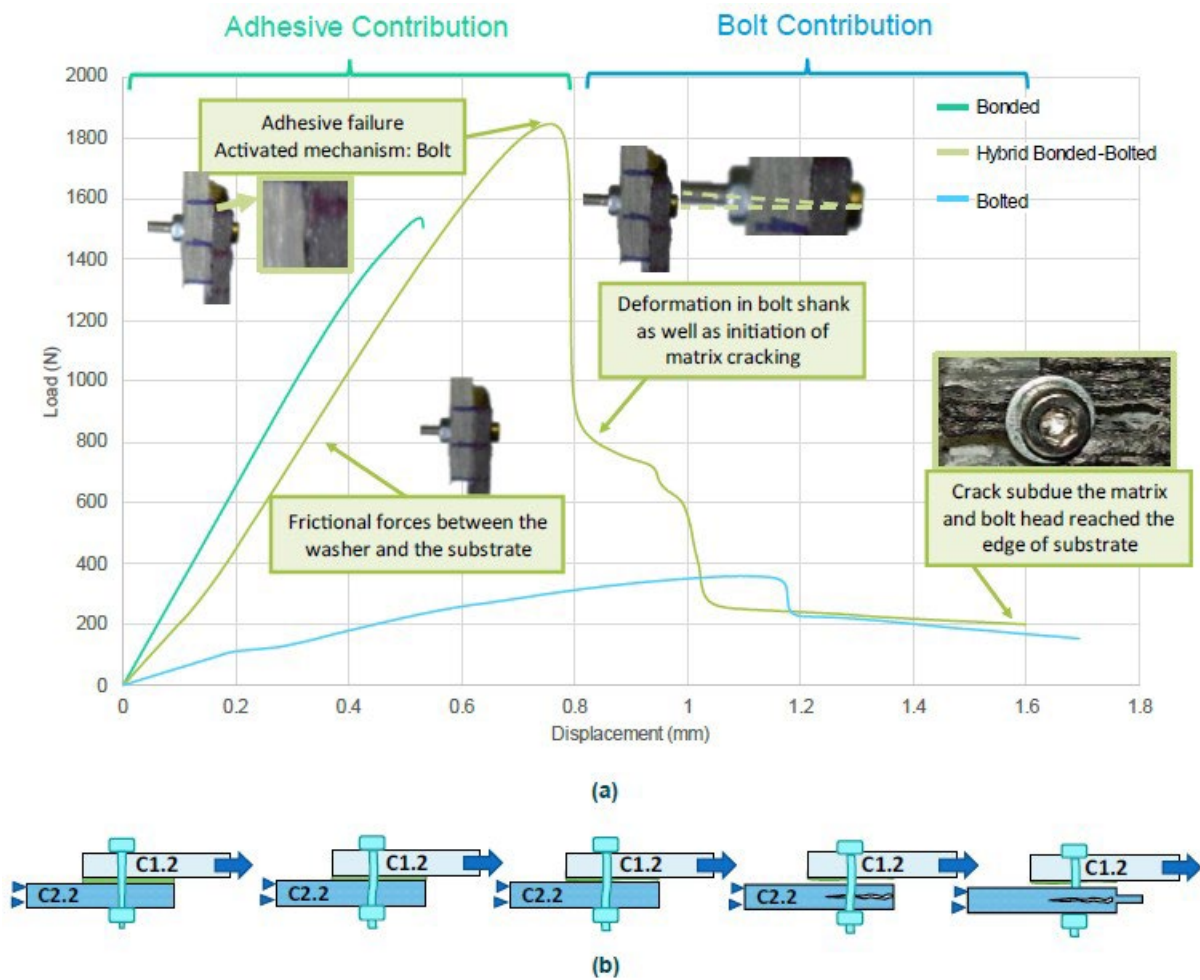 Adhesive Contribution
Bolt Contribution
2000
1800
1600
1400
1200
1000
800
600
400
200
0
Load (N)
Adhesive failure
Activated mechanism: Bolt
Bonded
Hybrid Bonded-Bolted
Bolted
Deformation in bolt shank
as well as initiation of
matrix cracking
Frictional forces between the
washer and the substrate
Crack subdue the matrix
and bolt head reached the
edge of substrate
0
0.2
0.4
0.6
0.8
1
1.2
1.4
1.6
1.8
Displacement (mm)
(a)
C1.2
C2.2
C1.2
C2.2
C1.2
C2.2
C1.2
C2.2
C1.2
C2.2
(b)